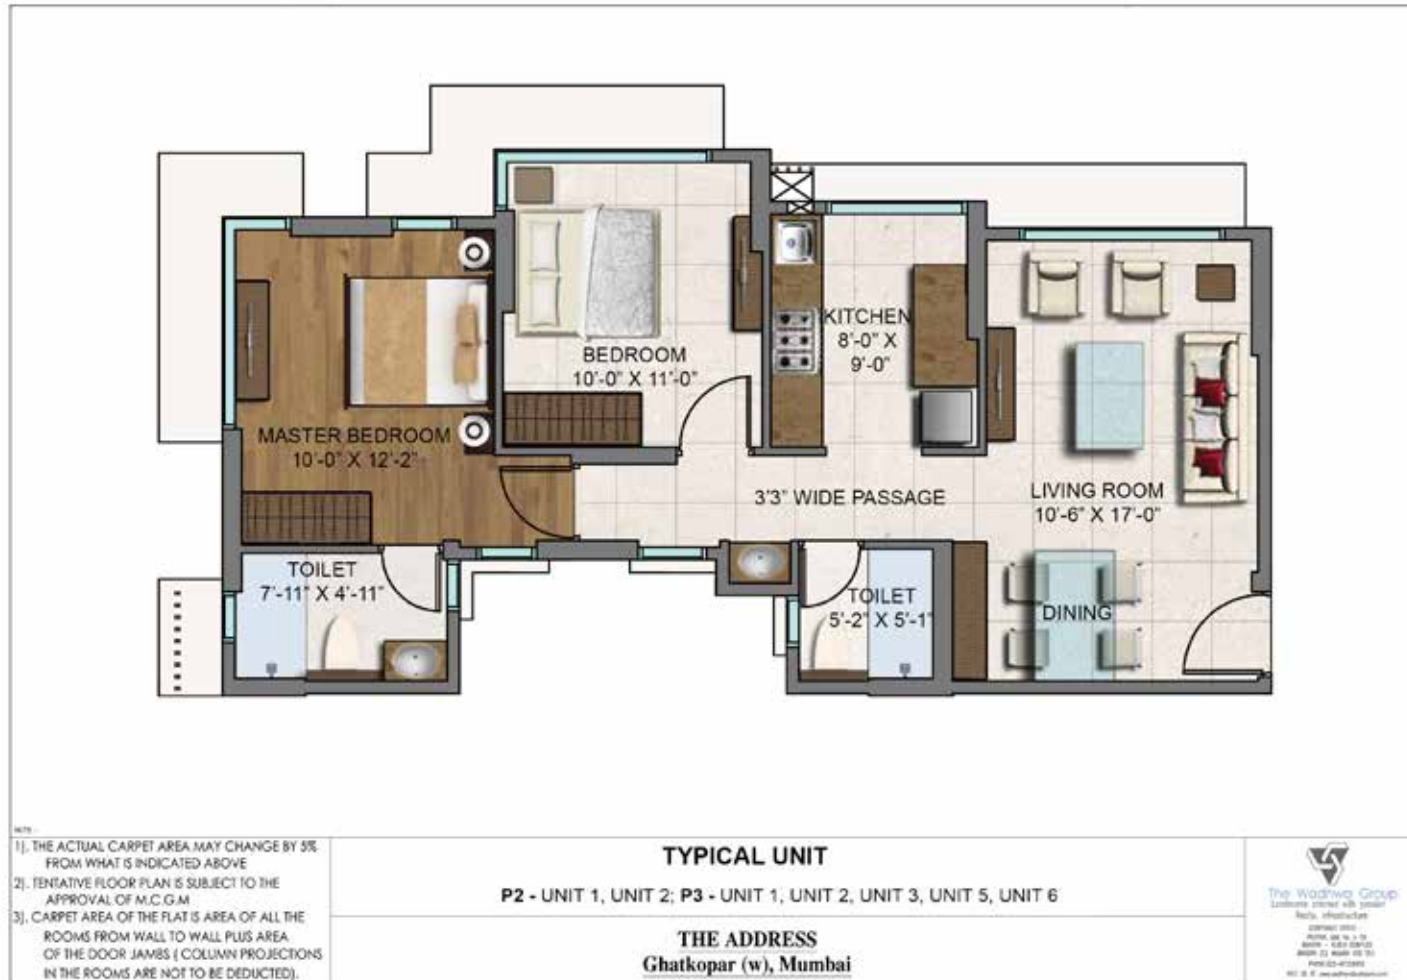 BEDROOM
10'-0" X 11'-0"
KITCHEN
8'-0" X
9'-0"
MASTER BEDROOM
10'-0" X 12'-2"
3'3" WIDE PASSAGE
LIVING ROOM
10'-6" X 17'-0"
TOILET
7'-11" X 4'-11"
TOILET
5'-2" X 5'-1"
DINING
NOTE -
1). THE ACTUAL CARPET AREA MAY CHANGE BY 5%
FROM WHAT IS INDICATED ABOVE
2). TENTATIVE FLOOR PLAN IS SUBJECT TO THE
APPROVAL OF M.C.G.M
3). CARPET AREA OF THE FLAT IS AREA OF ALL THE
ROOMS FROM WALL TO WALL PLUS AREA
OF THE DOOR JAMBS ( COLUMN PROJECTIONS
IN THE ROOMS ARE NOT TO BE DEDUCTED).
TYPICAL UNIT
P2 - UNIT 1, UNIT 2; P3 - UNIT 1, UNIT 2, UNIT 3, UNIT 5, UNIT 6
THE ADDRESS
Ghatkopar (w), Mumbai
The Wadhwa Group